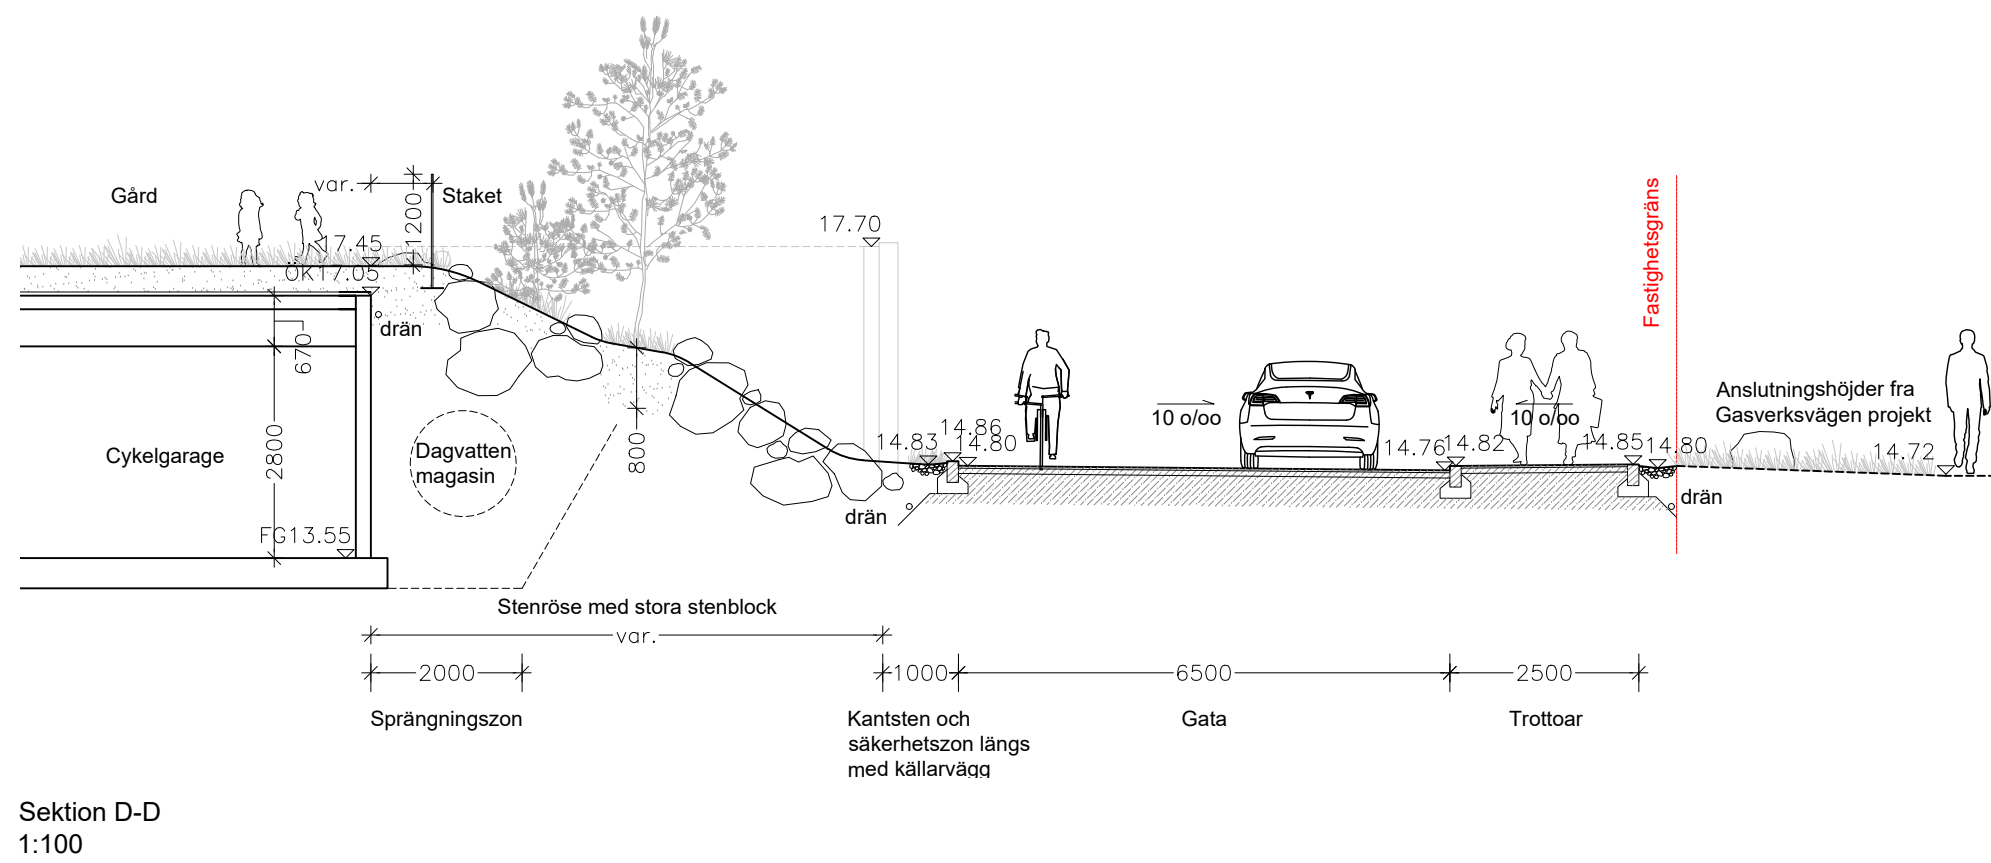 Gård
var.
1200
Staket
17.45
ÖK17.05
drän
670
2800
Cykelgarage
FG13.55
Dagvatten
magasin
800
17.70
14.83
14.86
14.80
drän
10 o/oo
14.76
14.82
10 o/oo
14.85
14.80
Fastighetsgräns
drän
Anslutningshöjder fra
Gasverksvägen projekt
14.72
Stenröse med stora stenblock
var.
2000
1000
6500
2500
Sprängningszon
Kantsten och
säkerhetszon längs
med källarvägg
Gata
Trottoar
Sektion D-D
1:100